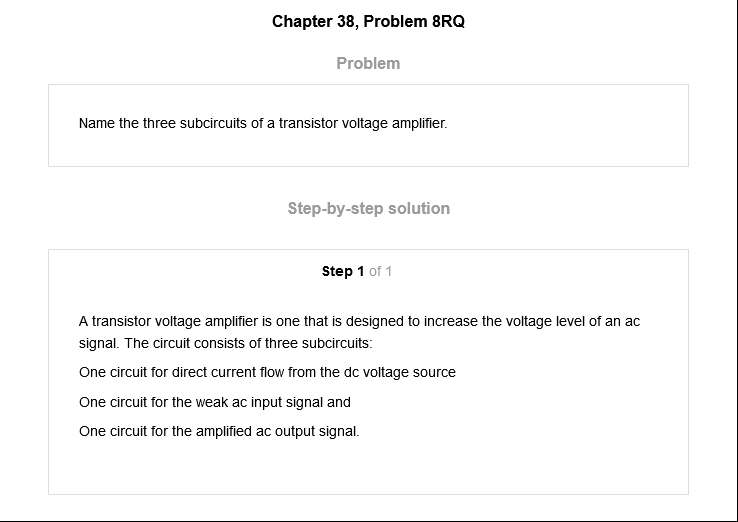 Chapter 38, Problem 8RQ
Problem
Name the three subcircuits of a transistor voltage amplifier.
Step-by-step solution
Step 1 of 1
A transistor voltage amplifier is one that is designed to increase the voltage level of an ac
signal. The circuit consists of three subcircuits:
One circuit for direct current flow from the dc voltage source
One circuit for the weak ac input signal and
One circuit for the amplified ac output signal.